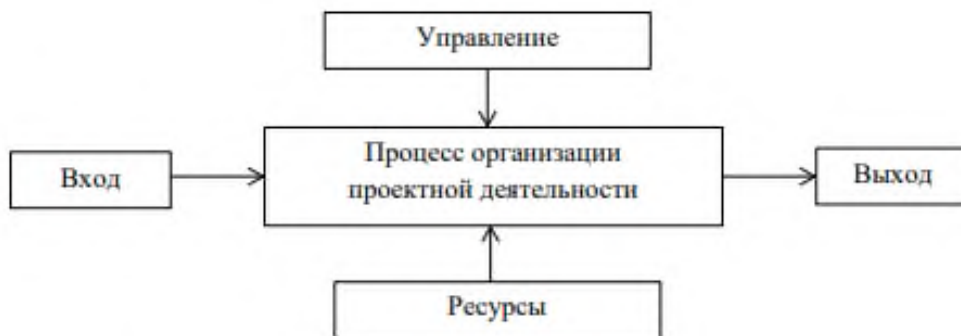 Управление
Процесс организации
проектной деятельности
Вход
Выход
Ресурсы